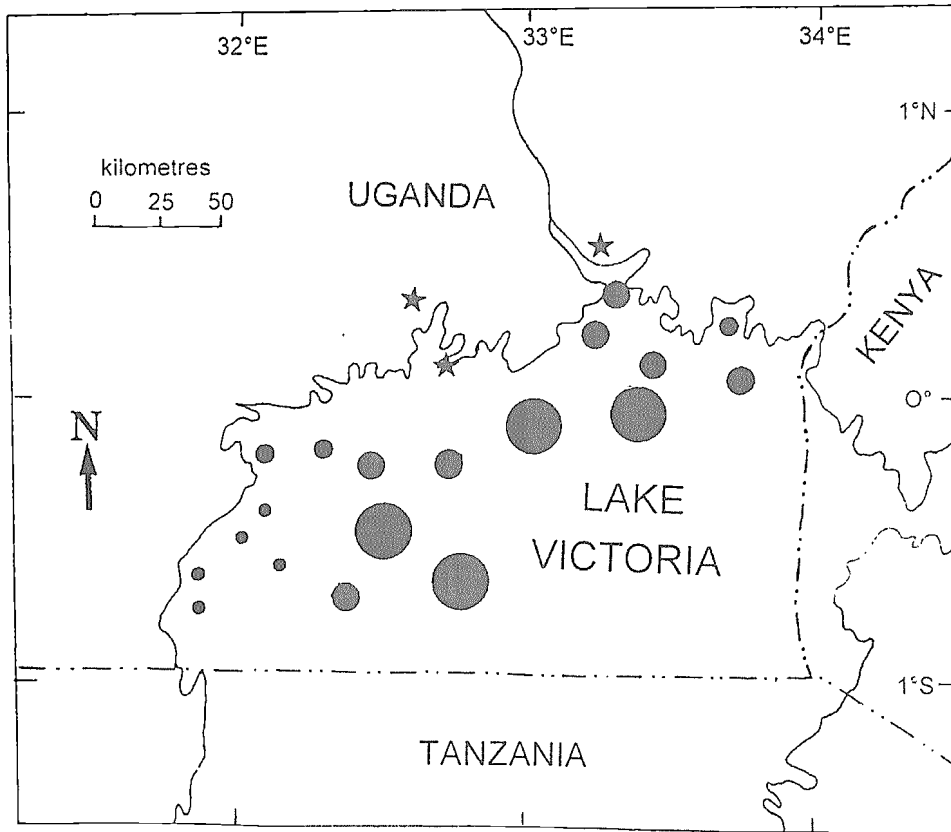 32°E
33°E
34°E
1°N
kilometres
0 25 50
UGANDA
KENYA
0°
N
LAKE
VICTORIA
1°S
TANZANIA